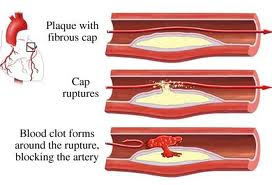 Plaque with
fibrous cap
Cap
ruptures
Blood clot forms
around the rupture,
blocking the artery